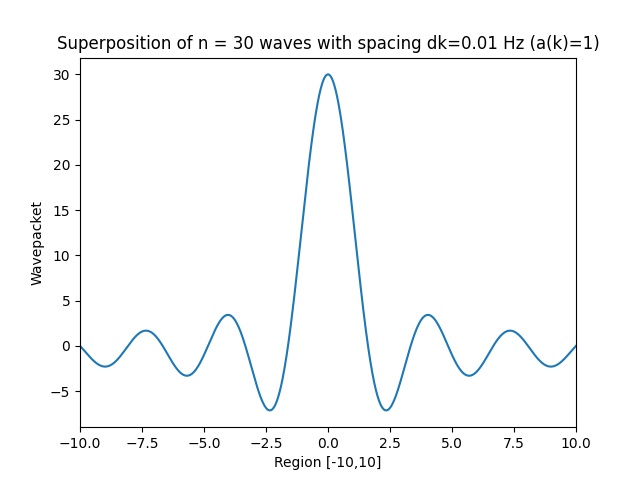 Superposition of n = 30 waves with spacing dk=0.01 Hz (a(k)=1)
Wavepacket
30
25
20
15
10
5
0
−5
−10.0 −7.5 −5.0 −2.5 0.0 2.5 5.0 7.5 10.0
Region [-10,10]